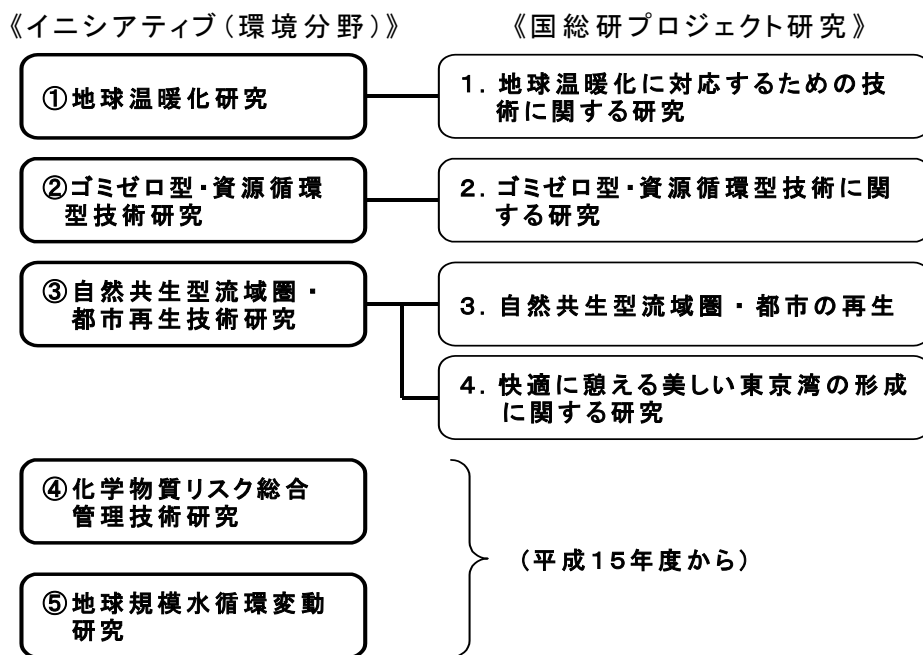 《イニシアティブ(環境分野)》
《国総研プロジェクト研究》
①地球温暖化研究
1. 地球温暖化に対応するための技
術に関する研究
②ゴミゼロ型・資源循環
型技術研究
2. ゴミゼロ型・資源循環型技術に関
する研究
③自然共生型流域圏・
都市再生技術研究
3. 自然共生型流域圏・都市の再生
4. 快適に憩える美しい東京湾の形成
に関する研究
④化学物質リスク総合
管理技術研究
(平成15年度から)
⑤地球規模水循環変動
研究